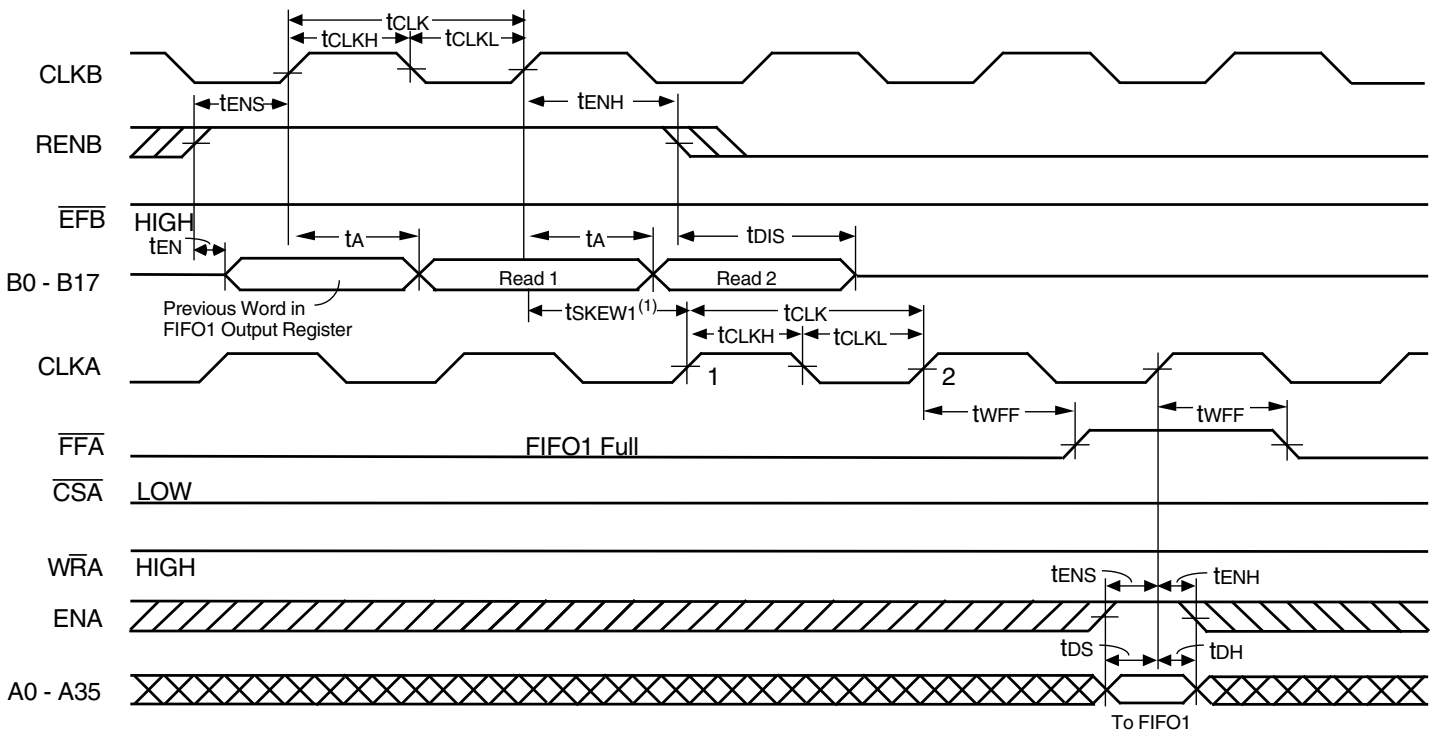 tCLK
tCLKH tCLKL
CLKB
tENS tENH
RENB
EFB HIGH
tEN tA tA tDIS
B0 - B17 Read 1 Read 2
Previous Word in
FIFO1 Output Register
tSKEW1(1) tCLK
tCLKH tCLKL
CLKA 1 2
tWFF tWFF
FFA FIFO1 Full
CSA LOW
WRA HIGH
tENS tENH
ENA
tDS tDH
A0 - A35
To FIFO1